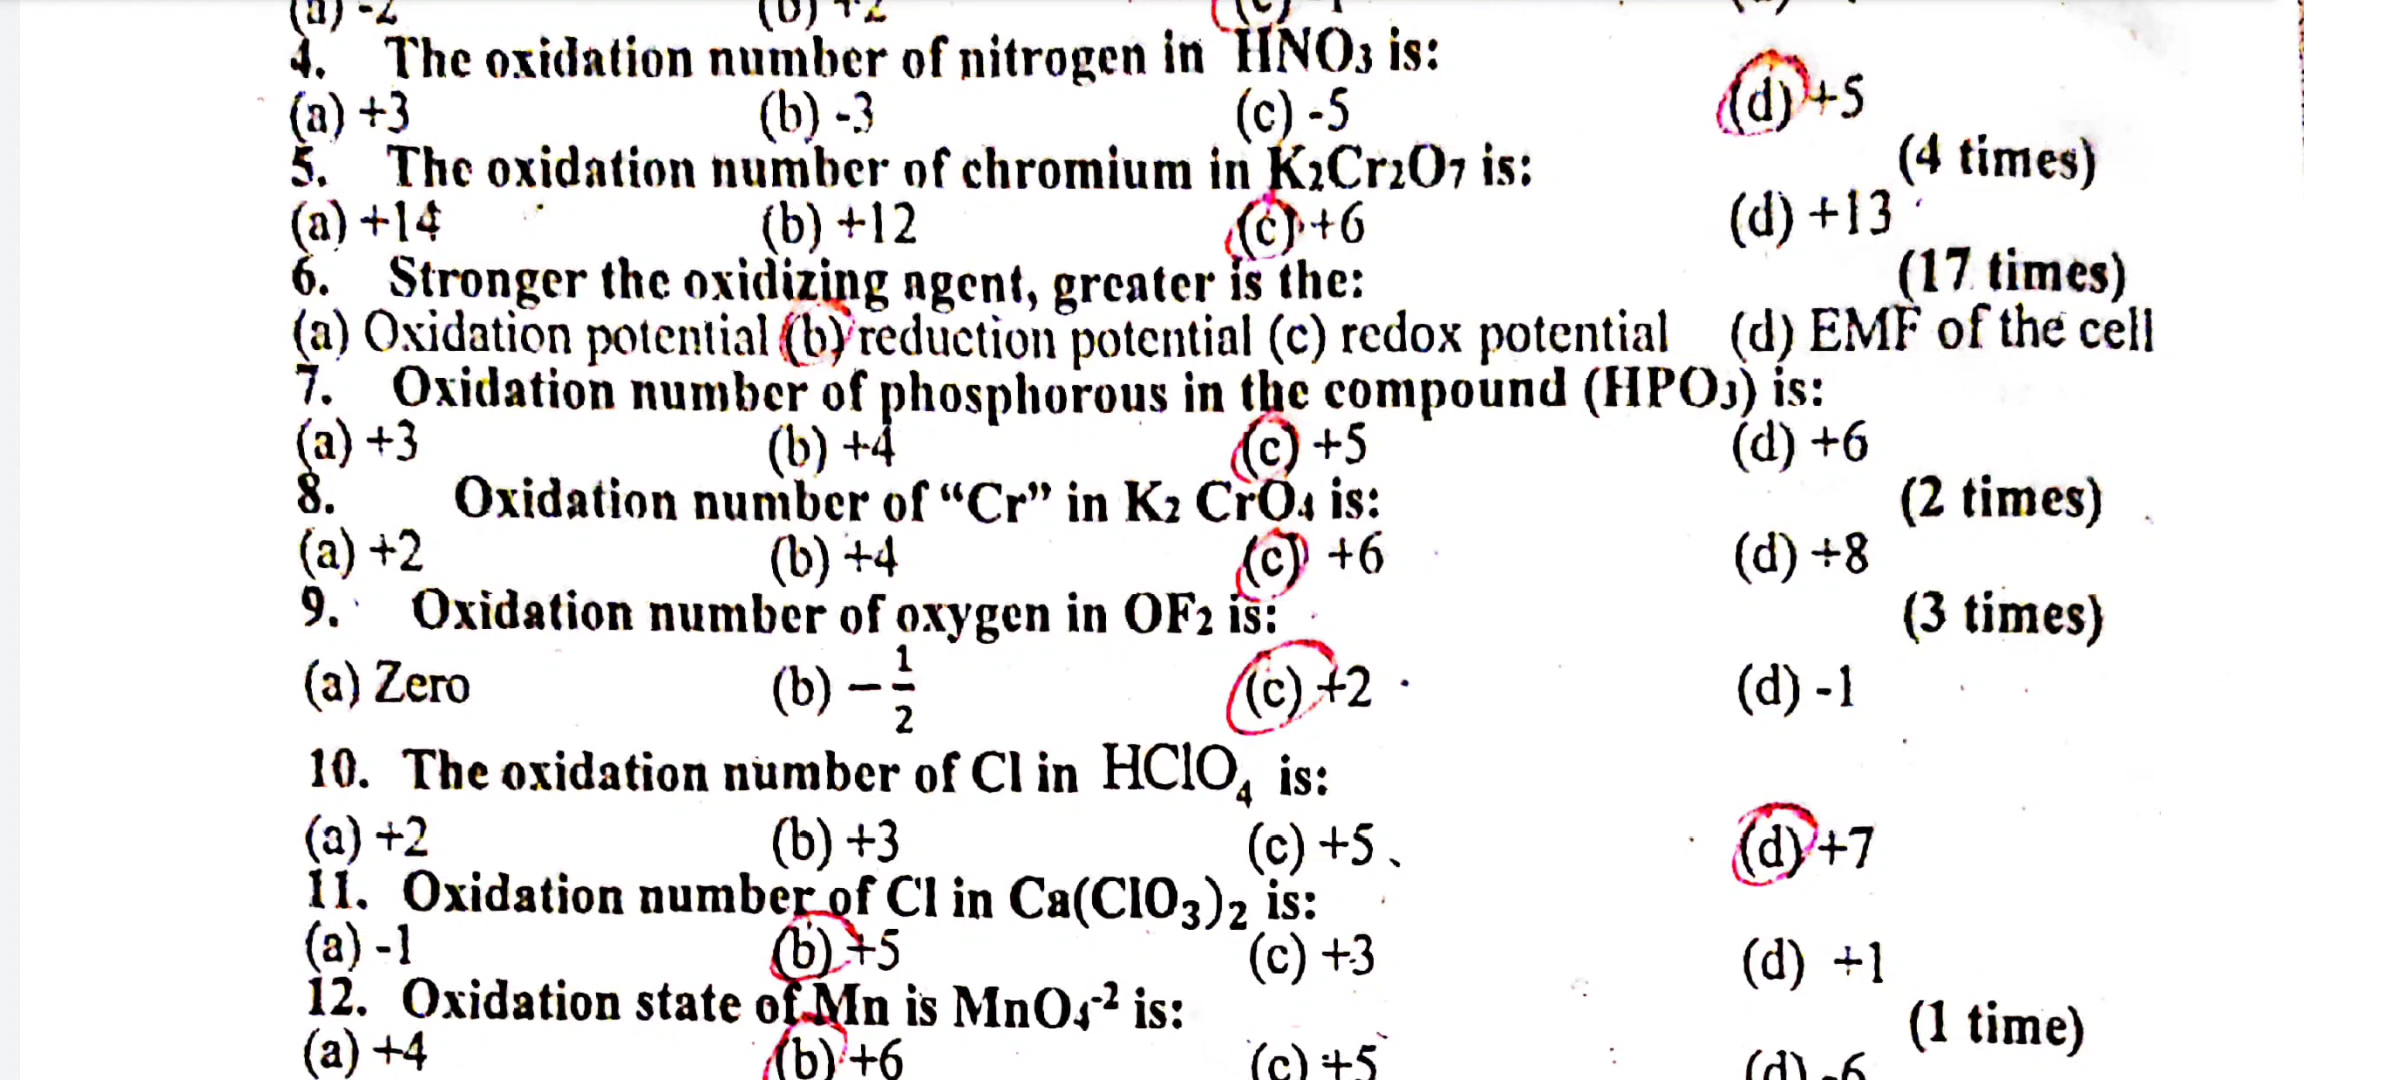 (a) -2 (b) +2 (c)
4. The oxidation number of nitrogen in HNO₃ is:
(a) +3 (b) -3 (c) -5 (d) +5
5. The oxidation number of chromium in K₂Cr₂O₇ is: (4 times)
(a) +14 (b) +12 (c) +6 (d) +13
6. Stronger the oxidizing agent, greater is the: (17 times)
(a) Oxidation potential (b) reduction potential (c) redox potential (d) EMF of the cell
7. Oxidation number of phosphorous in the compound (HPO₃) is:
(a) +3 (b) +4 (c) +5 (d) +6
8. Oxidation number of “Cr” in K₂ CrO₄ is: (2 times)
(a) +2 (b) +4 (c) +6 (d) +8
9. Oxidation number of oxygen in OF₂ is: (3 times)
(a) Zero (b) −1/2 (c) +2 (d) -1
10. The oxidation number of Cl in HClO₄ is:
(a) +2 (b) +3 (c) +5 (d) +7
11. Oxidation number of Cl in Ca(ClO₃)₂ is:
(a) -1 (b) +5 (c) +3 (d) +1
12. Oxidation state of Mn is MnO₄⁻² is: (1 time)
(a) +4 (b) +6 (c) +5 (d) -6